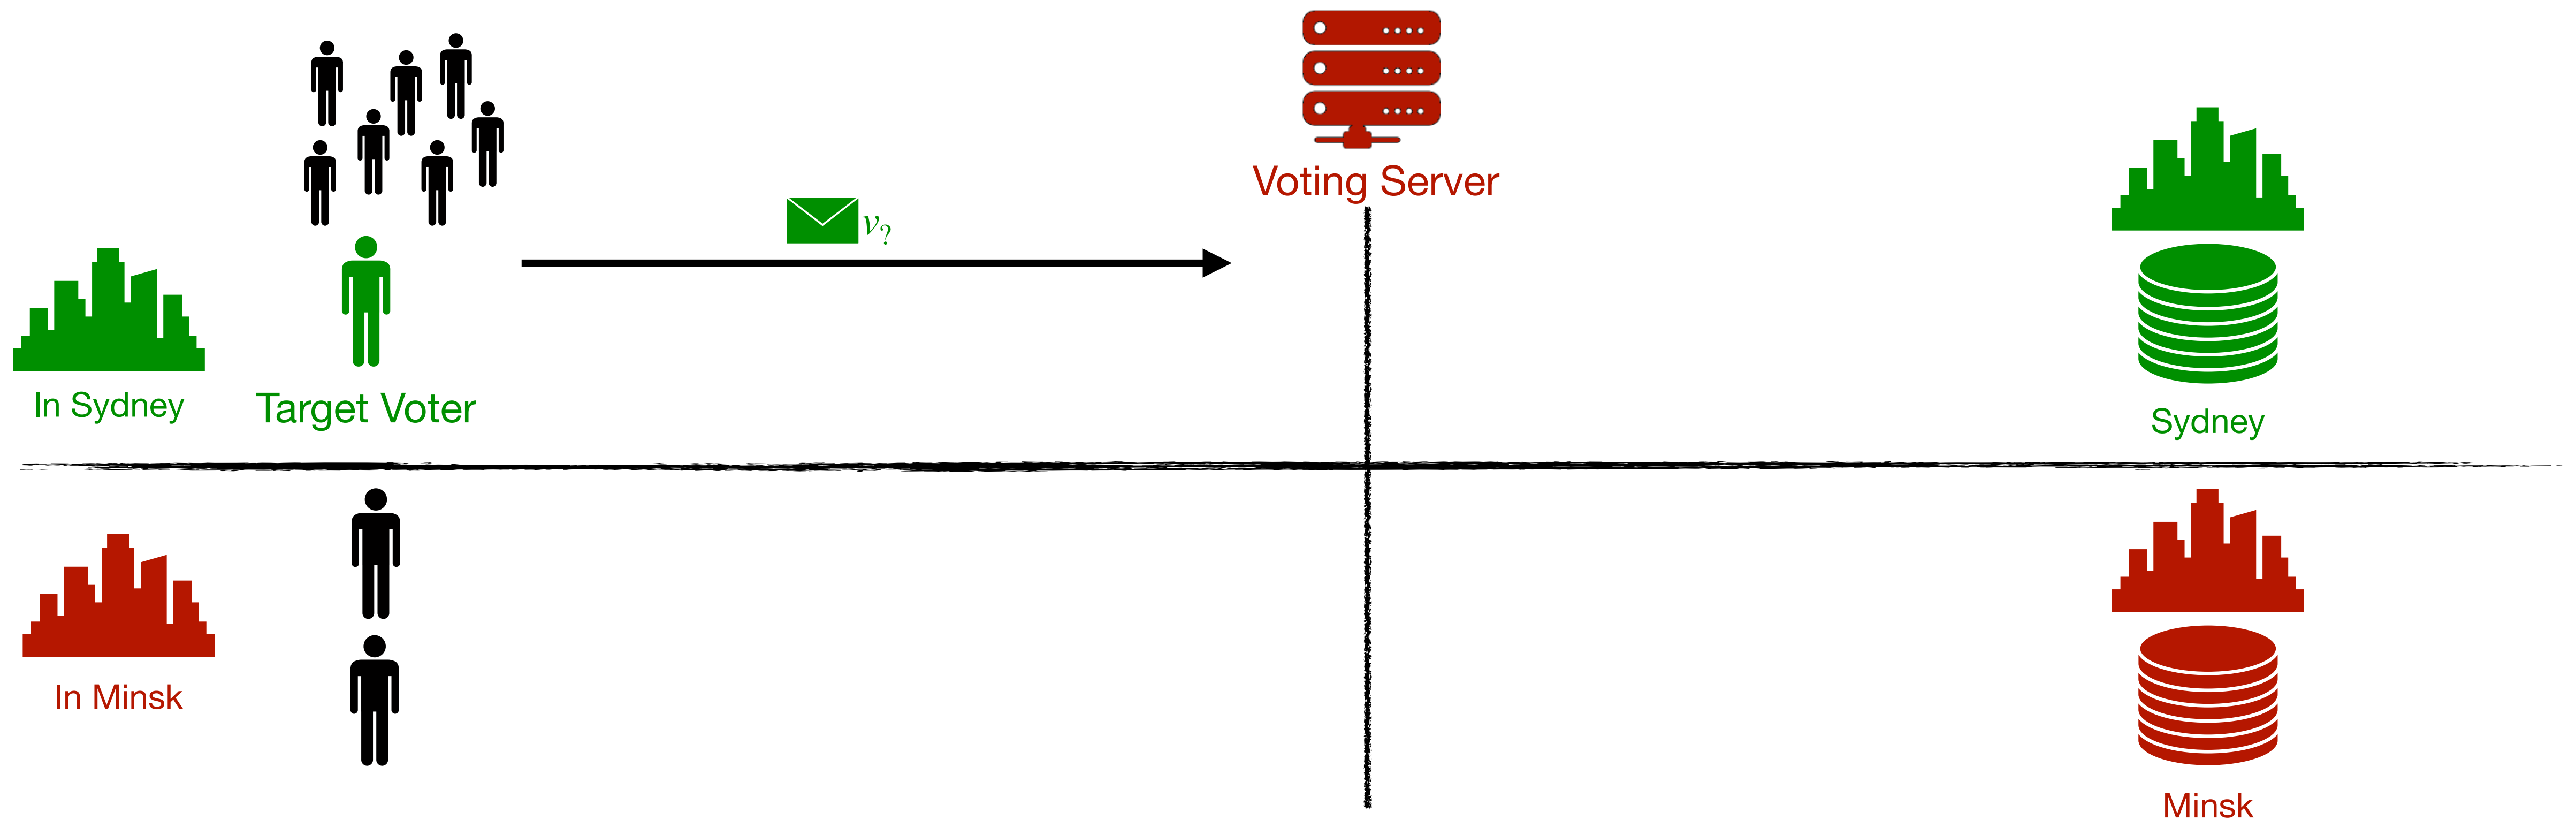 Voting Server
v?
In Sydney
Target Voter
Sydney
In Minsk
Minsk